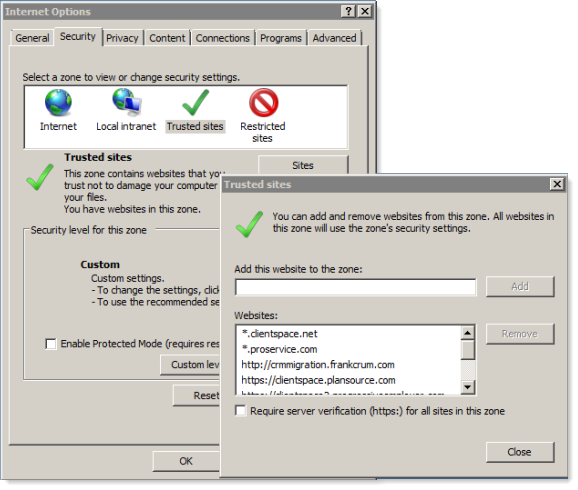 Internet Options
General Security Privacy Content Connections Programs Advanced
Select a zone to view or change security settings.
Internet Local intranet Trusted sites Restricted
sites
Trusted sites
Sites
This zone contains websites that you
trust not to damage your computer
your files.
You have websites in this zone.
Security level for this zone
Custom
Custom settings.
- To change the settings, clic
- To use the recommended se
Enable Protected Mode (requires res
Custom leve
Reset
OK
Trusted sites
You can add and remove websites from this zone. All websites in
this zone will use the zone's security settings.
Add this website to the zone:
Add
Websites:
*.clientspace.net
Remove
*.proservice.com
http://crmmigration.frankcrum.com
https://clientspace.plansource.com
Require server verification (https:) for all sites in this zone
Close